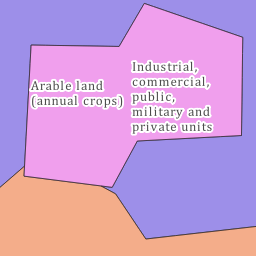 Arable land
(annual crops)
Industrial,
commercial,
public,
military and
private units